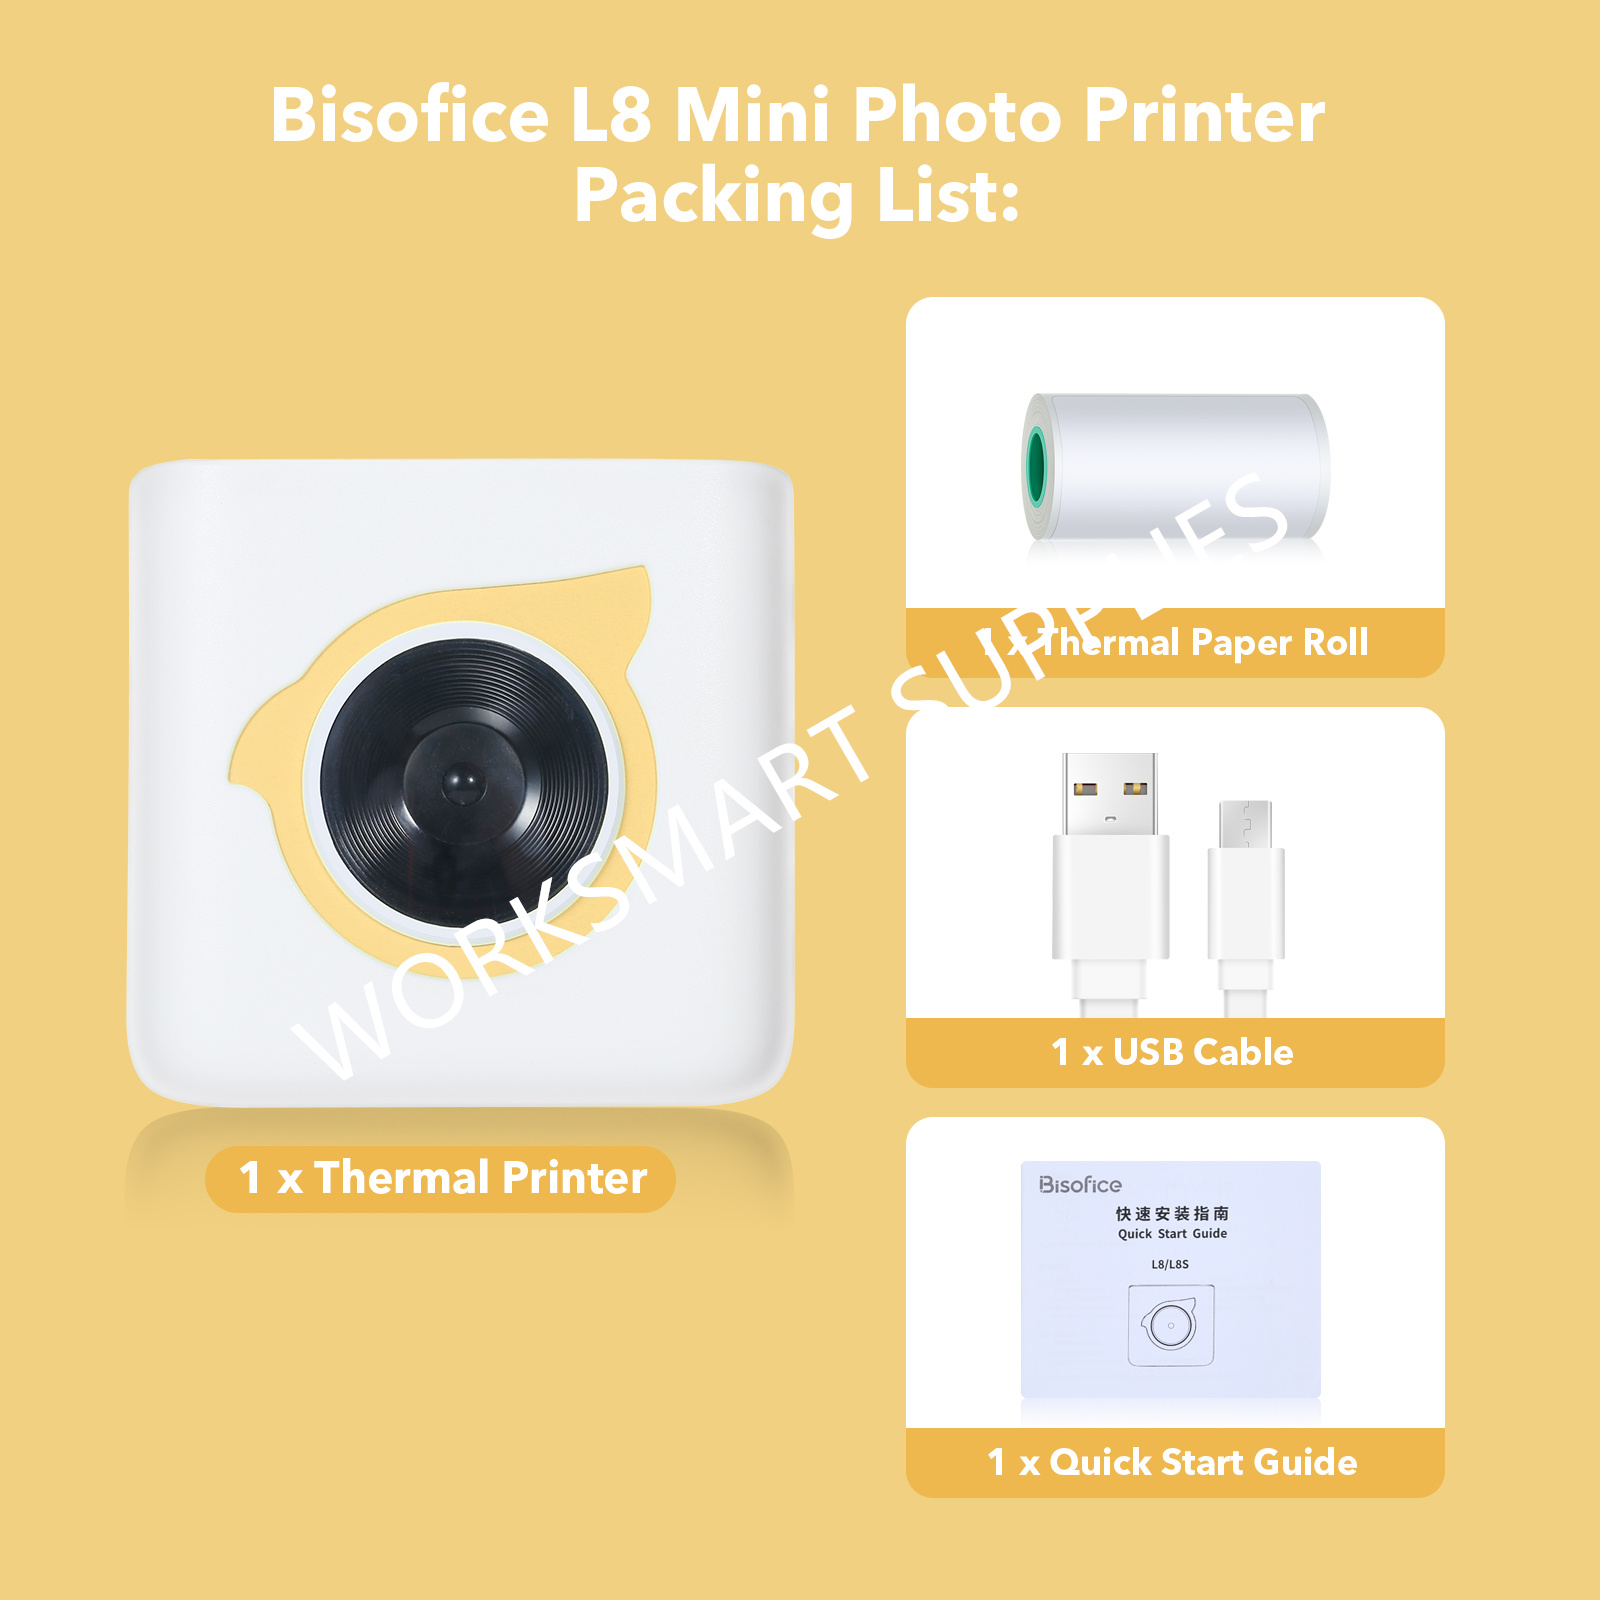 Bisofice L8 Mini Photo Printer
Packing List:
1 x Thermal Paper Roll
WORKSMART SUPPLIES
1 x USB Cable
1 x Thermal Printer
Bisofice
快速安装指南
Quick Start Guide
L8/L8S
1 x Quick Start Guide